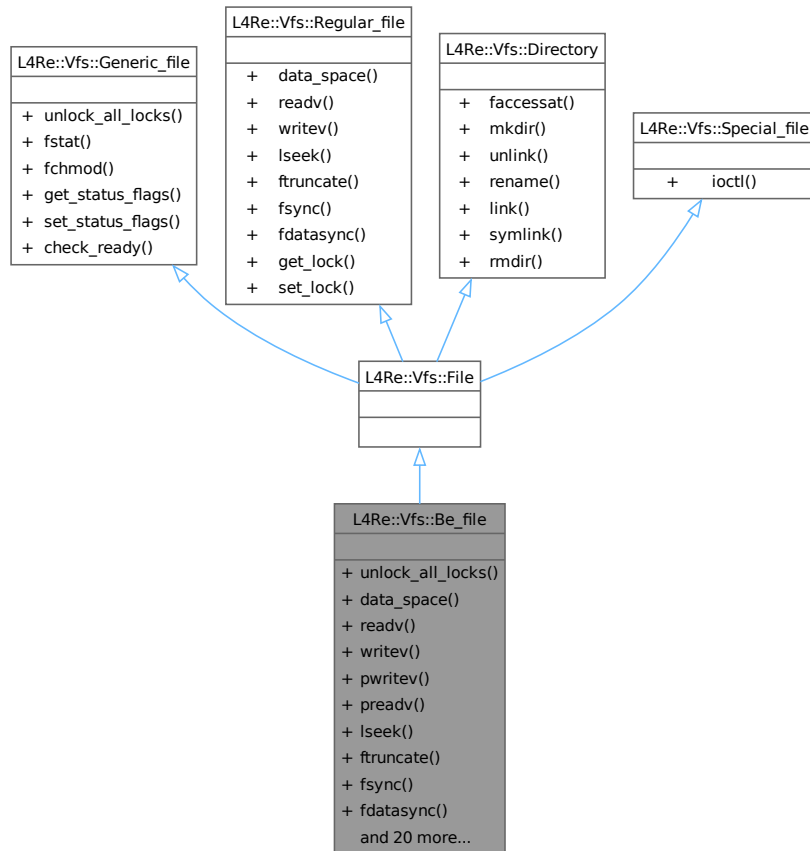 L4Re::Vfs::Generic_file
+ unlock_all_locks()
+ fstat()
+ fchmod()
+ get_status_flags()
+ set_status_flags()
+ check_ready()
L4Re::Vfs::Regular_file
+ data_space()
+ readv()
+ writev()
+ lseek()
+ ftruncate()
+ fsync()
+ fdatasync()
+ get_lock()
+ set_lock()
L4Re::Vfs::Directory
+ faccessat()
+ mkdir()
+ unlink()
+ rename()
+ link()
+ symlink()
+ rmdir()
L4Re::Vfs::Special_file
+ ioctl()
L4Re::Vfs::File
L4Re::Vfs::Be_file
+ unlock_all_locks()
+ data_space()
+ readv()
+ writev()
+ pwritev()
+ preadv()
+ lseek()
+ ftruncate()
+ fsync()
+ fdatasync()
and 20 more...